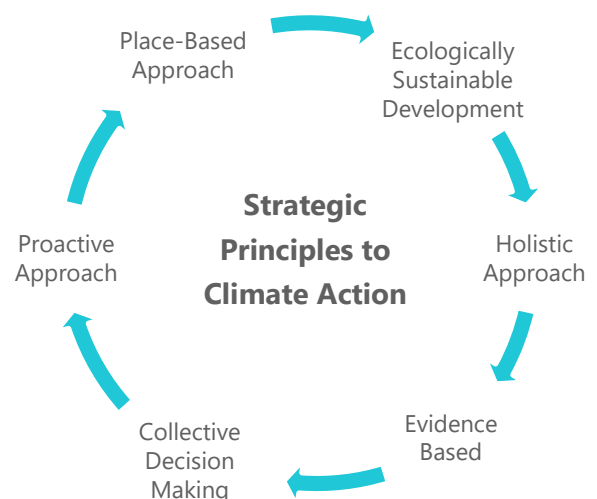 Place-Based
Approach
Ecologically
Sustainable
Development
Holistic
Approach
Evidence
Based
Collective
Decision
Making
Proactive
Approach
Strategic
Principles to
Climate Action